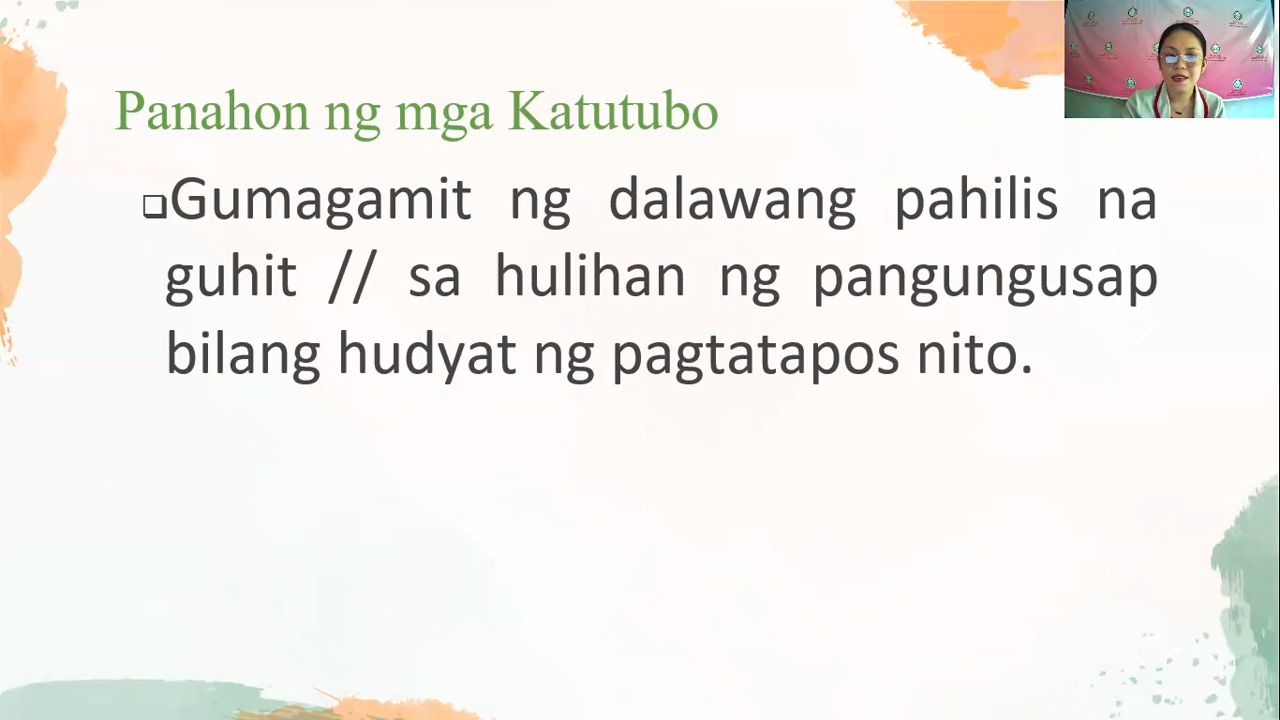 Panahon ng mga Katutubo
Gumagamit ng dalawang pahilis na
guhit // sa hulihan ng pangungusap
bilang hudyat ng pagtatapos nito.